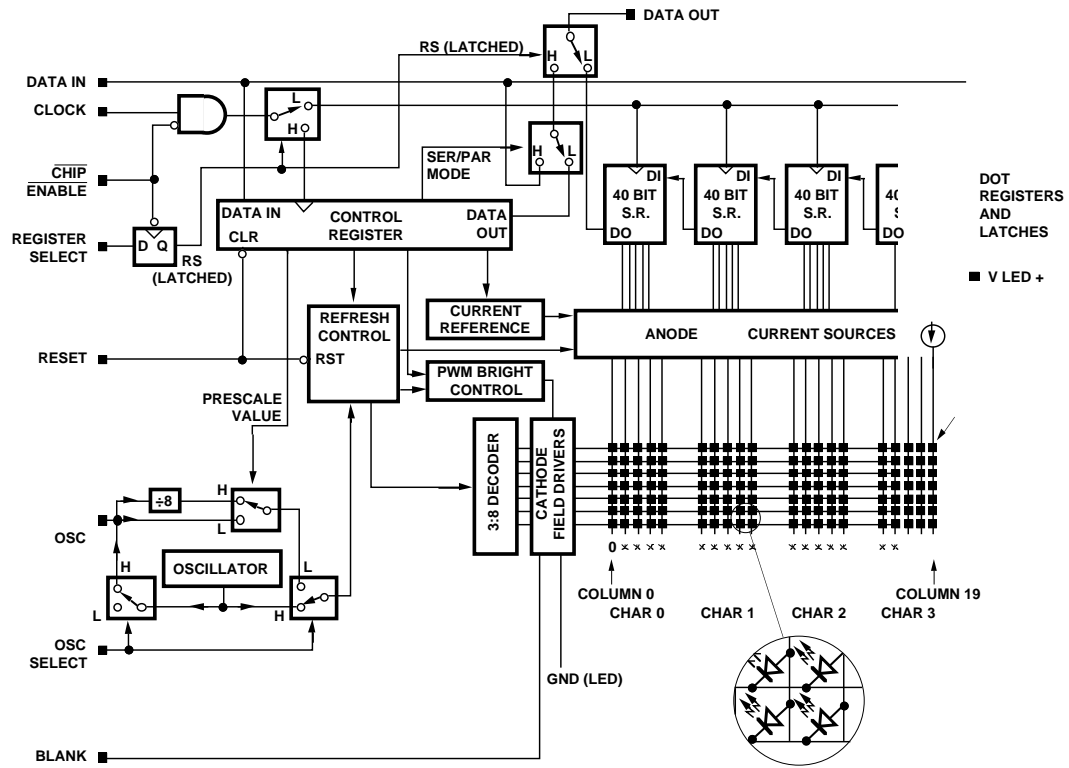 DATA OUT
RS (LATCHED)
H
L
DATA IN
CLOCK
L
H
CHIP
ENABLE
SER/PAR
MODE
H
L
DI
40 BIT
S.R.
DO
DI
40 BIT
S.R.
DO
DI
40 BIT
S.R.
DO
40
DO
DOT
REGISTERS
AND
LATCHES
DATA IN
CONTROL
REGISTER
DATA
OUT
CLR
REGISTER
SELECT
D
Q
RS
(LATCHED)
V LED +
REFRESH
CONTROL
RST
CURRENT
REFERENCE
ANODE
CURRENT SOURCES
RESET
PWM BRIGHT
CONTROL
PRESCALE
VALUE
3:8 DECODER
CATHODE
FIELD DRIVERS
H
÷8
L
OSC
0
x x x x
x x x x x
x x x x x
x x
H
OSCILLATOR
L
L
H
COLUMN 0
COLUMN 19
CHAR 0
CHAR 1
CHAR 2
CHAR 3
OSC
SELECT
GND (LED)
BLANK